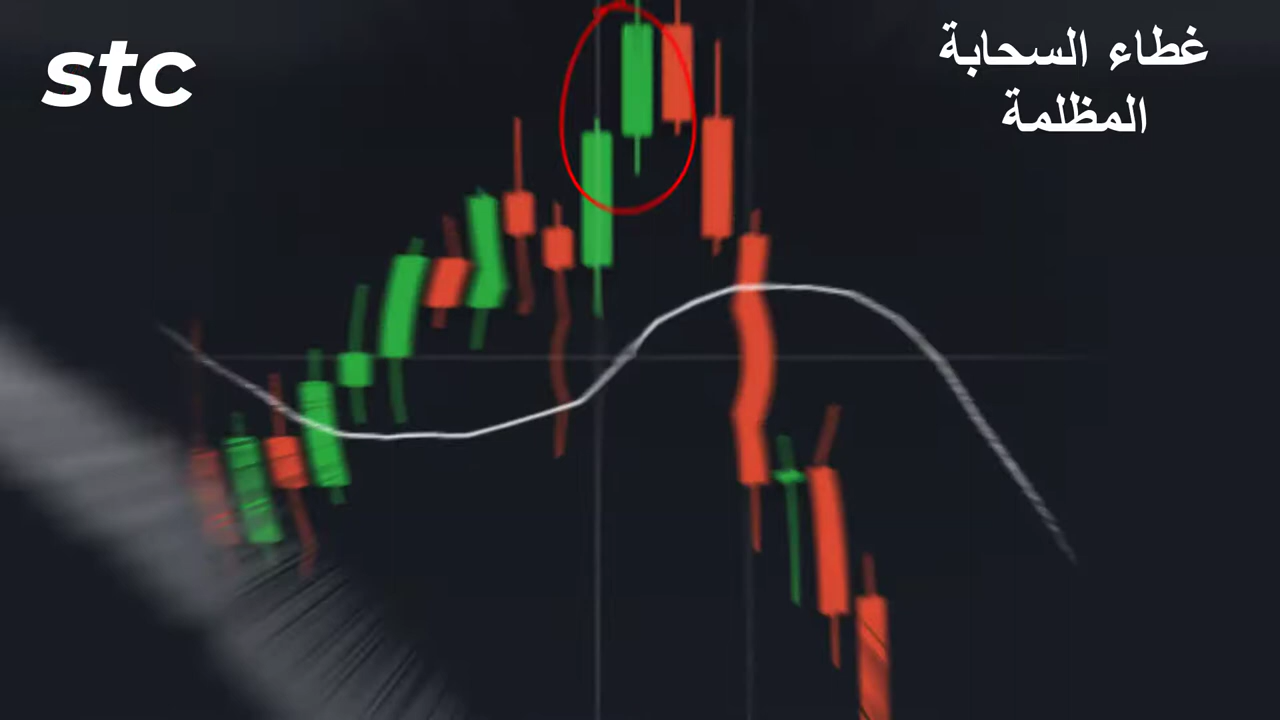 stc
غطاء السحابة
المظلمة